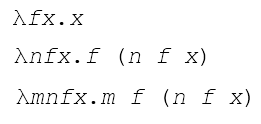 λfx.x
λnfx.f (n f x)
λmnfx.m f (n f x)